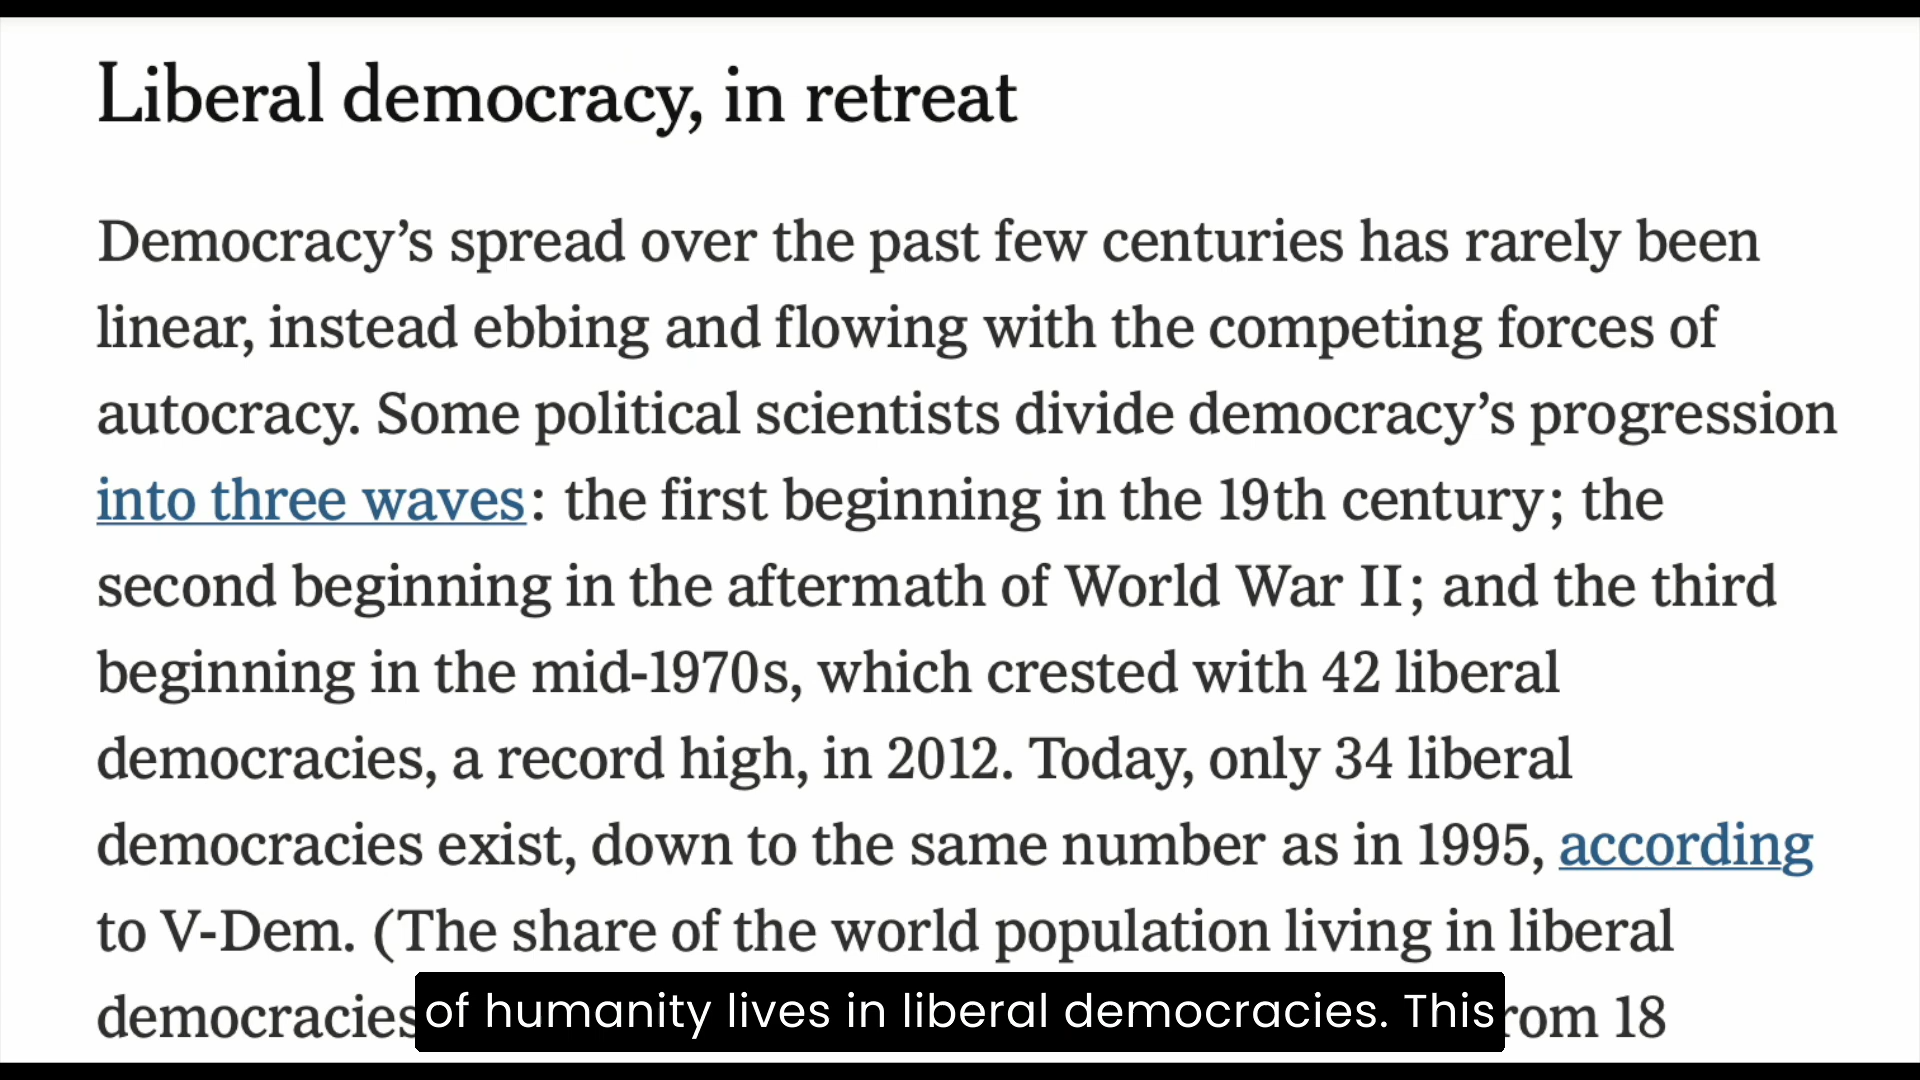 Liberal democracy, in retreat
Democracy’s spread over the past few centuries has rarely been
linear, instead ebbing and flowing with the competing forces of
autocracy. Some political scientists divide democracy’s progression
into three waves: the first beginning in the 19th century; the
second beginning in the aftermath of World War II; and the third
beginning in the mid-1970s, which crested with 42 liberal
democracies, a record high, in 2012. Today, only 34 liberal
democracies exist, down to the same number as in 1995, according
to V-Dem. (The share of the world population living in liberal
democracies rom 18
of humanity lives in liberal democracies. This